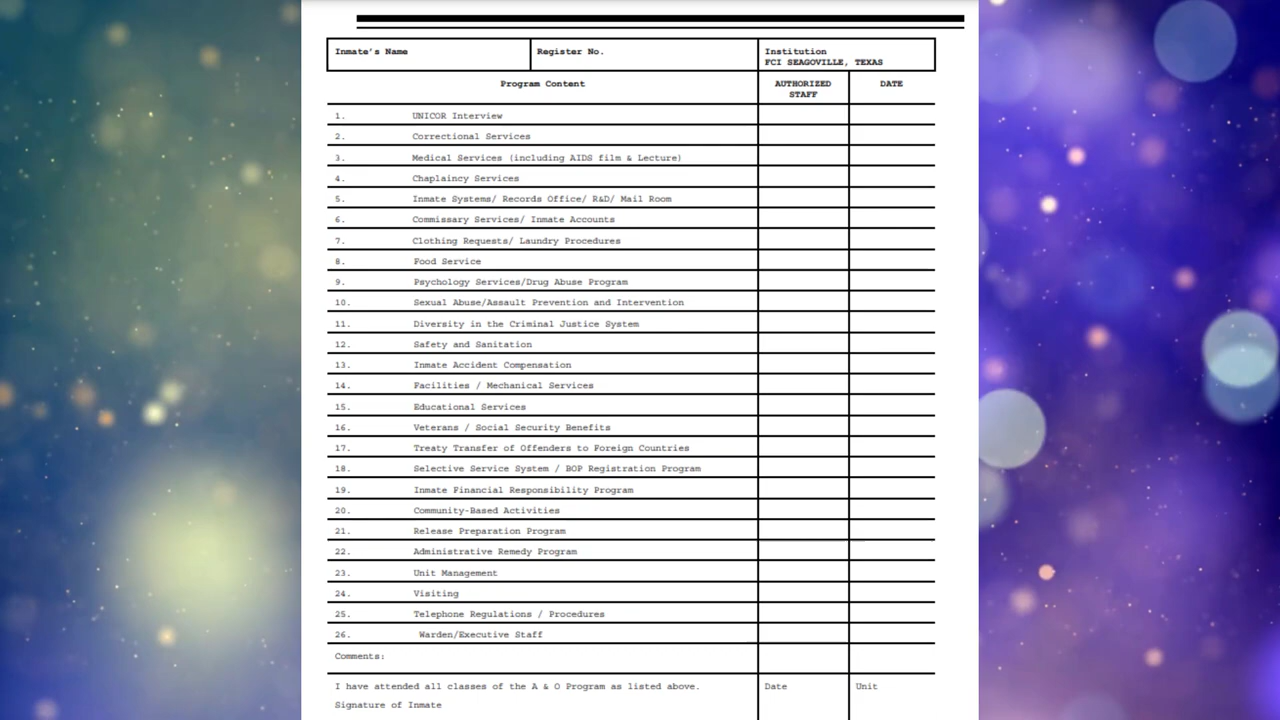 Inmate's Name Register No. Institution
FCI SEAGOVILLE, TEXAS
Program Content AUTHORIZED STAFF DATE
1. UNICOR Interview
2. Correctional Services
3. Medical Services (including AIDS film & Lecture)
4. Chaplaincy Services
5. Inmate Systems/ Records Office/ R&D/ Mail Room
6. Commissary Services/ Inmate Accounts
7. Clothing Requests/ Laundry Procedures
8. Food Service
9. Psychology Services/Drug Abuse Program
10. Sexual Abuse/Assault Prevention and Intervention
11. Diversity in the Criminal Justice System
12. Safety and Sanitation
13. Inmate Accident Compensation
14. Facilities / Mechanical Services
15. Educational Services
16. Veterans / Social Security Benefits
17. Treaty Transfer of Offenders to Foreign Countries
18. Selective Service System / BOP Registration Program
19. Inmate Financial Responsibility Program
20. Community-Based Activities
21. Release Preparation Program
22. Administrative Remedy Program
23. Unit Management
24. Visiting
25. Telephone Regulations / Procedures
26. Warden/Executive Staff
Comments:
I have attended all classes of the A & O Program as listed above. Date Unit
Signature of Inmate